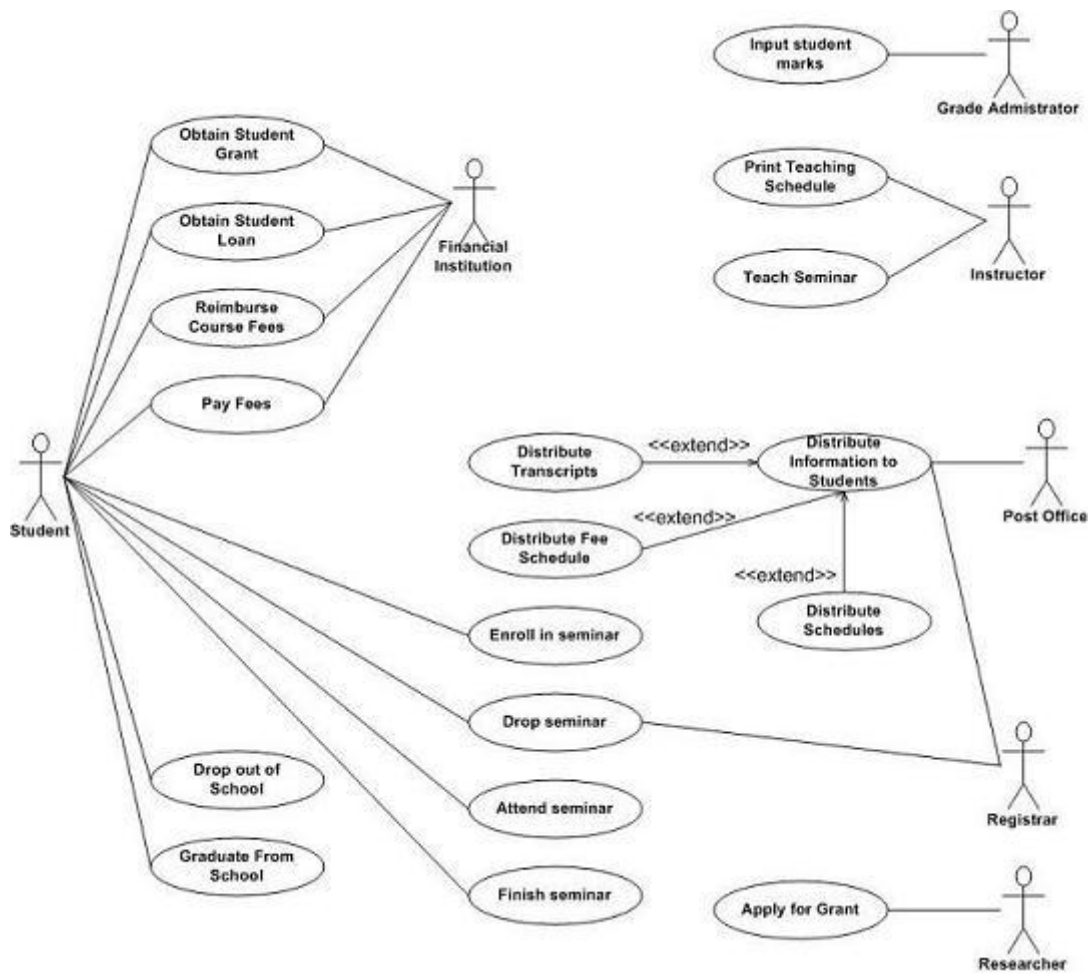 Input student
marks
Grade Admistrator
Obtain Student
Grant
Print Teaching
Schedule
Obtain Student
Loan
Financial
Institution
Teach Seminar
Instructor
Reimburse
Course Fees
Pay Fees
Student
Distribute
Transcripts
<<extend>>
Distribute
Information to
Students
Post Office
<<extend>>
Distribute Fee
Schedule
<<extend>>
Distribute
Schedules
Enroll in seminar
Drop seminar
Registrar
Drop out of
School
Attend seminar
Graduate From
School
Finish seminar
Apply for Grant
Researcher